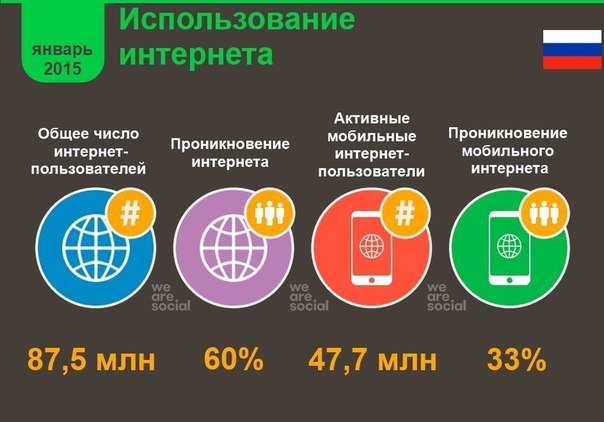 январь
2015
Использование
интернета
Общее число
интернет-
пользователей
Проникновение
интернета
Активные
мобильные
интернет-
пользователи
Проникновение
мобильного
интернета
#
#
we
are
social
we
are
social
we
are
social
87,5 млн
60%
47,7 млн
33%